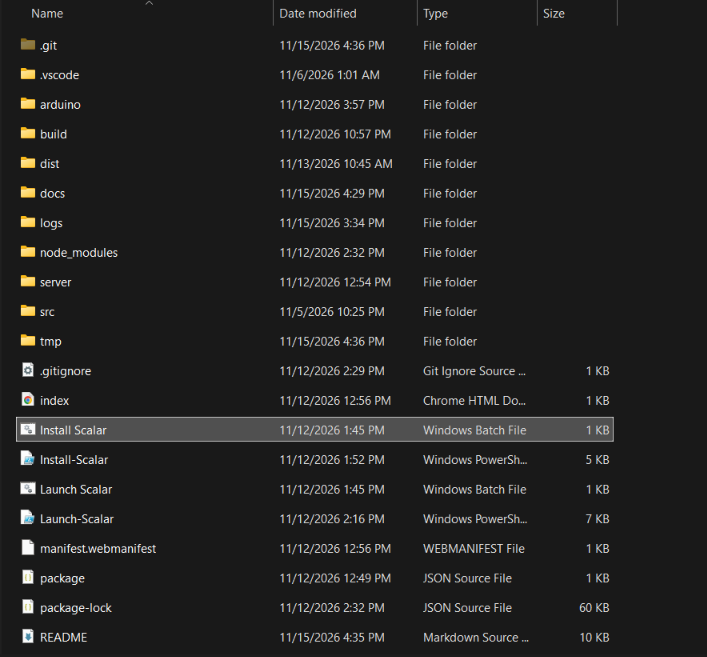 Name Date modified Type Size
.git 11/15/2026 4:36 PM File folder
.vscode 11/6/2026 1:01 AM File folder
arduino 11/12/2026 3:57 PM File folder
build 11/12/2026 10:57 PM File folder
dist 11/13/2026 10:45 AM File folder
docs 11/15/2026 4:29 PM File folder
logs 11/15/2026 3:34 PM File folder
node_modules 11/12/2026 2:32 PM File folder
server 11/12/2026 12:54 PM File folder
src 11/5/2026 10:25 PM File folder
tmp 11/15/2026 4:36 PM File folder
.gitignore 11/12/2026 2:29 PM Git Ignore Source ... 1 KB
index 11/12/2026 12:56 PM Chrome HTML Do... 1 KB
Install Scalar 11/12/2026 1:45 PM Windows Batch File 1 KB
Install-Scalar 11/12/2026 1:52 PM Windows PowerSh... 5 KB
Launch Scalar 11/12/2026 1:45 PM Windows Batch File 1 KB
Launch-Scalar 11/12/2026 2:16 PM Windows PowerSh... 7 KB
manifest.webmanifest 11/12/2026 12:56 PM WEBMANIFEST File 1 KB
package 11/12/2026 12:49 PM JSON Source File 1 KB
package-lock 11/12/2026 2:32 PM JSON Source File 60 KB
README 11/15/2026 4:35 PM Markdown Source ... 10 KB